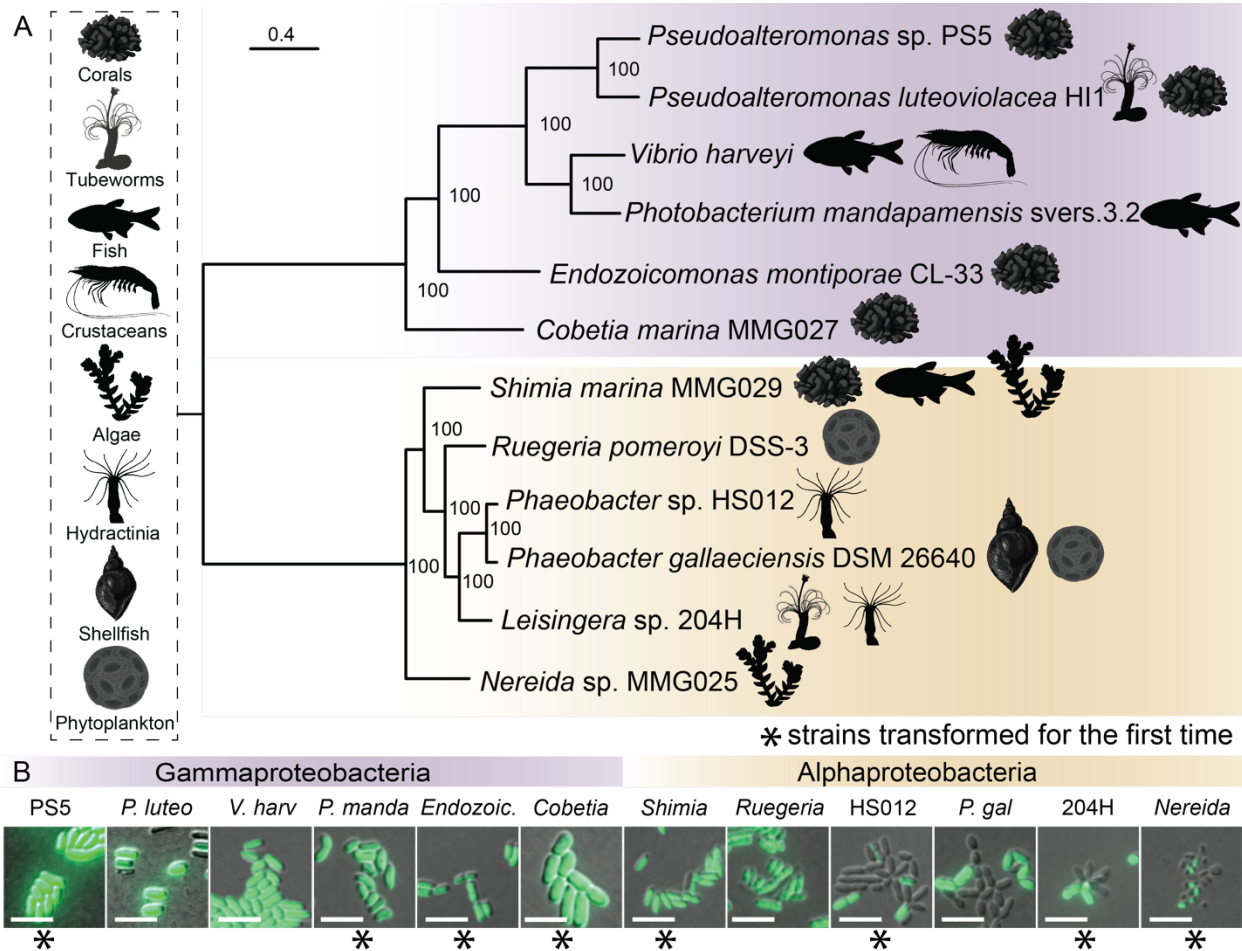 A
0.4
Corals
Tubeworms
Fish
Crustaceans
Algae
Hydractinia
Shellfish
Phytoplankton
Pseudoalteromonas sp. PS5
100
Pseudoalteromonas luteoviolacea HI1
100
Vibrio harveyi
100
Photobacterium mandapamensis svers.3.2
100
Endozoicomonas montiporae CL-33
100
Cobetia marina MMG027
Shimia marina MMG029
100
Ruegeria pomeroyi DSS-3
100
Phaeobacter sp. HS012
100
Phaeobacter gallaeciensis DSM 26640
100
100
Leisingera sp. 204H
Nereida sp. MMG025
* strains transformed for the first time
B
Gammaproteobacteria Alphaproteobacteria
PS5 P. luteo V. harv P. manda Endozoic. Cobetia Shimia Ruegeria HS012 P. gal 204H Nereida
* * * * * * * *